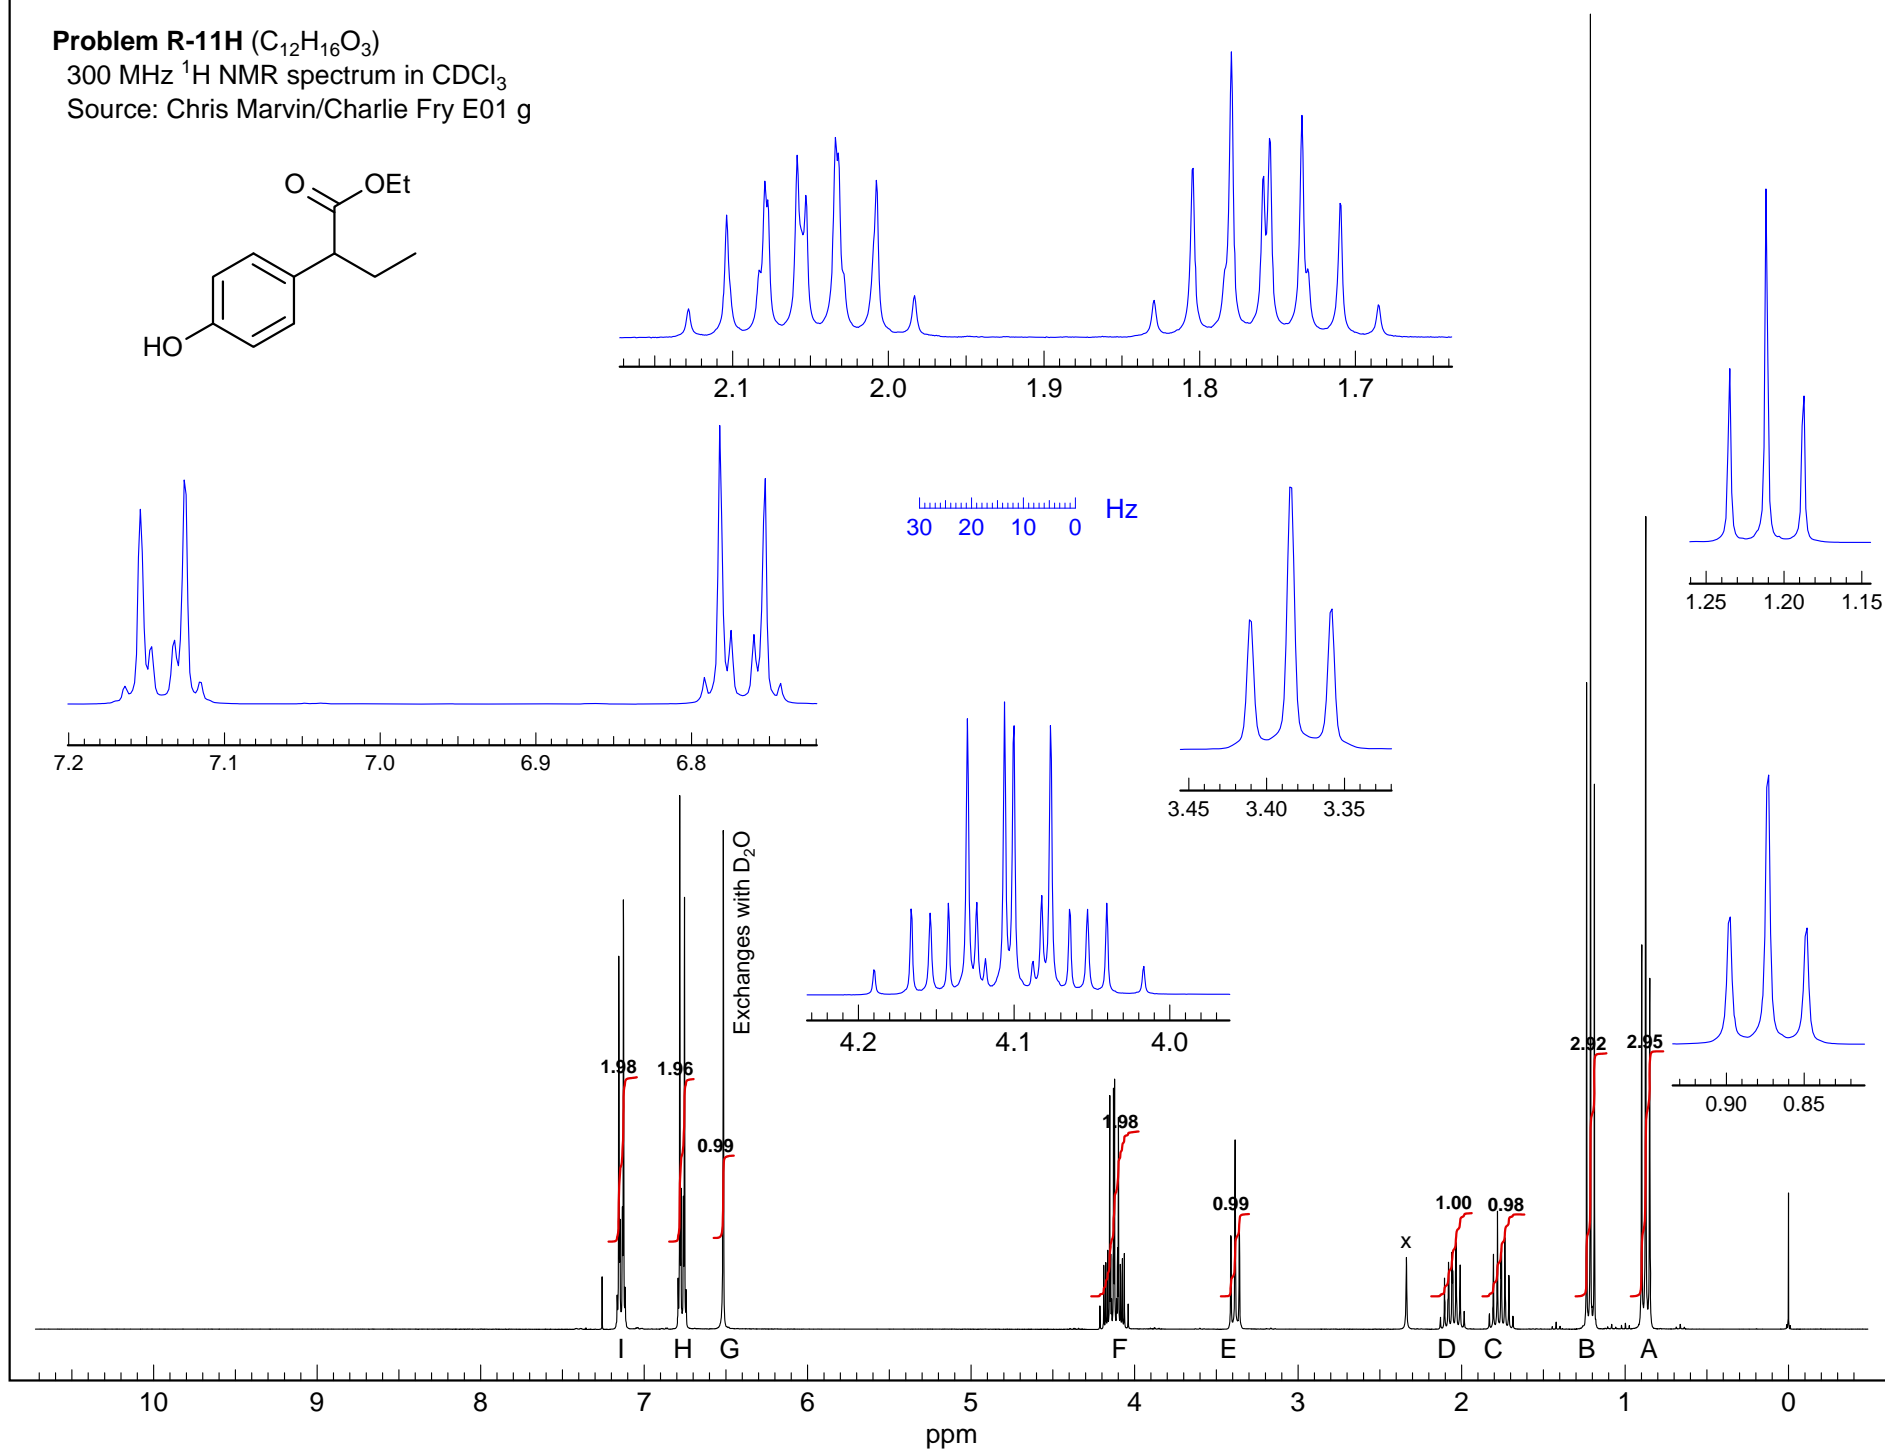 Problem R-11H (C₁₂H₁₆O₃)
300 MHz ¹H NMR spectrum in CDCl₃
Source: Chris Marvin/Charlie Fry E01 g
O
OEt
HO
2.1 2.0 1.9 1.8 1.7
30 20 10 0 Hz
1.25 1.20 1.15
7.2 7.1 7.0 6.9 6.8
3.45 3.40 3.35
4.2 4.1 4.0
0.90 0.85
Exchanges with D₂O
1.98 1.96 0.99 1.98 0.99 1.00 0.98 2.92 2.95
x
I H G F E D C B A
10 9 8 7 6 5 4 3 2 1 0
ppm